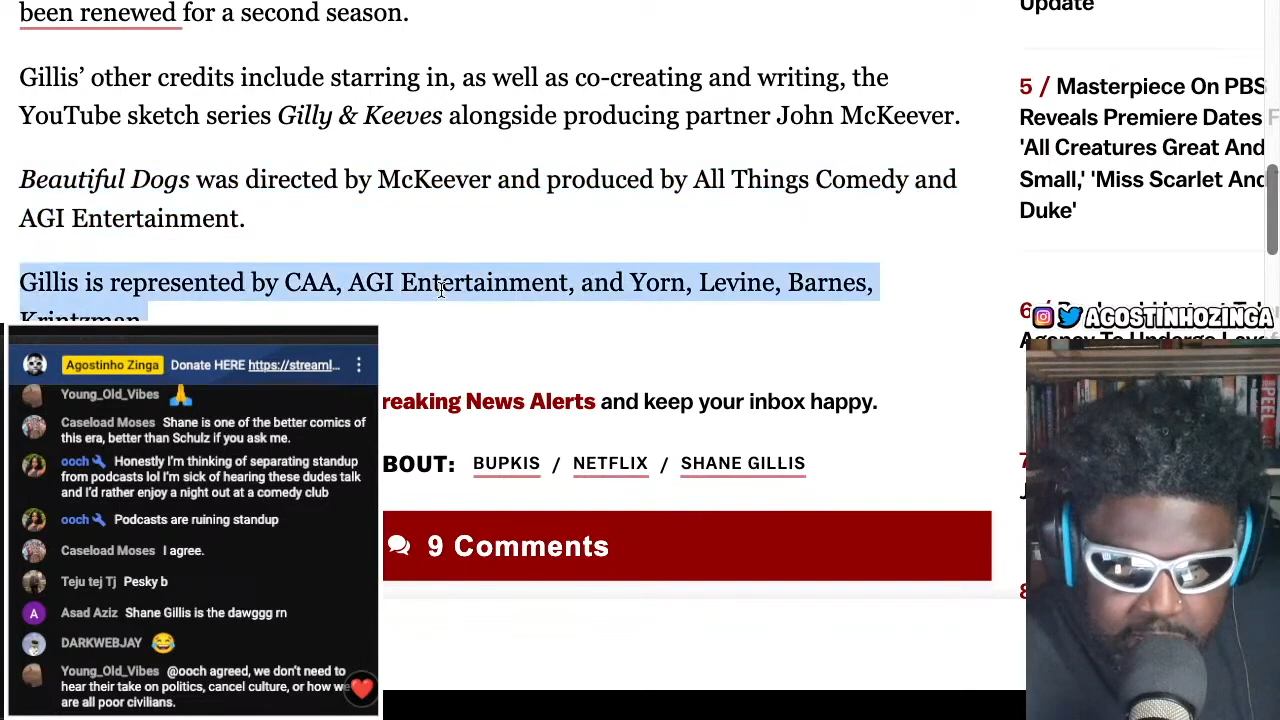 been renewed for a second season.
Gillis’ other credits include starring in, as well as co-creating and writing, the
YouTube sketch series Gilly & Keeves alongside producing partner John McKeever.
Beautiful Dogs was directed by McKeever and produced by All Things Comedy and
AGI Entertainment.
Gillis is represented by CAA, AGI Entertainment, and Yorn, Levine, Barnes,
Krintzman
reaking News Alerts and keep your inbox happy.
BOUT: BUPKIS / NETFLIX / SHANE GILLIS
9 Comments
Update
5 / Masterpiece On PBS
Reveals Premiere Dates F
'All Creatures Great And
Small,' 'Miss Scarlet And
Duke'
6 /
AGOSTINHOZINGA
7
8
Agostinho Zinga Donate HERE https://streaml...
Young_Old_Vibes 🙏
Caseload Moses Shane is one of the better comics of
this era, better than Schulz if you ask me.
ooch Honestly I’m thinking of separating standup
from podcasts lol I’m sick of hearing these dudes talk
and I’d rather enjoy a night out at a comedy club
ooch Podcasts are ruining standup
Caseload Moses I agree.
Teju tej Tj Pesky b
A Asad Aziz Shane Gillis is the dawggg rn
DARKWEBJAY 😂
Young_Old_Vibes @ooch agreed, we don’t need to
hear their take on politics, cancel culture, or how we
are all poor civilians.
PEEL